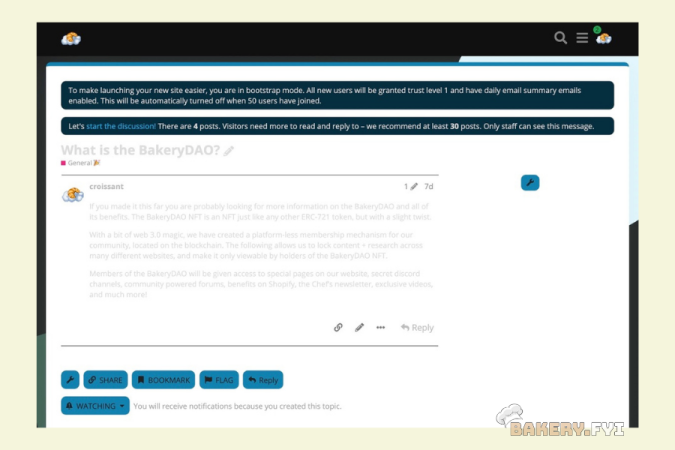 2
To make launching your new site easier, you are in bootstrap mode. All new users will be granted trust level 1 and have daily email summary emails
enabled. This will be automatically turned off when 50 users have joined.
Let's start the discussion! There are 4 posts. Visitors need more to read and reply to – we recommend at least 30 posts. Only staff can see this message.
What is the BakeryDAO?
General
croissant 1 7d
If you made it this far you are probably looking for more information on the BakeryDAO and all of
its benefits. The BakeryDAO NFT is an NFT just like any other ERC-721 token, but with a slight twist.
With a bit of web 3.0 magic, we have created a platform-less membership mechanism for our
community, located on the blockchain. The following allows us to lock content + research across
many different websites, and make it only viewable by holders of the BakeryDAO NFT.
Members of the BakeryDAO will be given access to special pages on our website, secret discord
channels, community powered forums, benefits on Shopify, the Chef's newsletter, exclusive videos,
and much more!
Reply
SHARE BOOKMARK FLAG Reply
WATCHING You will receive notifications because you created this topic.
BAKERY.FYI